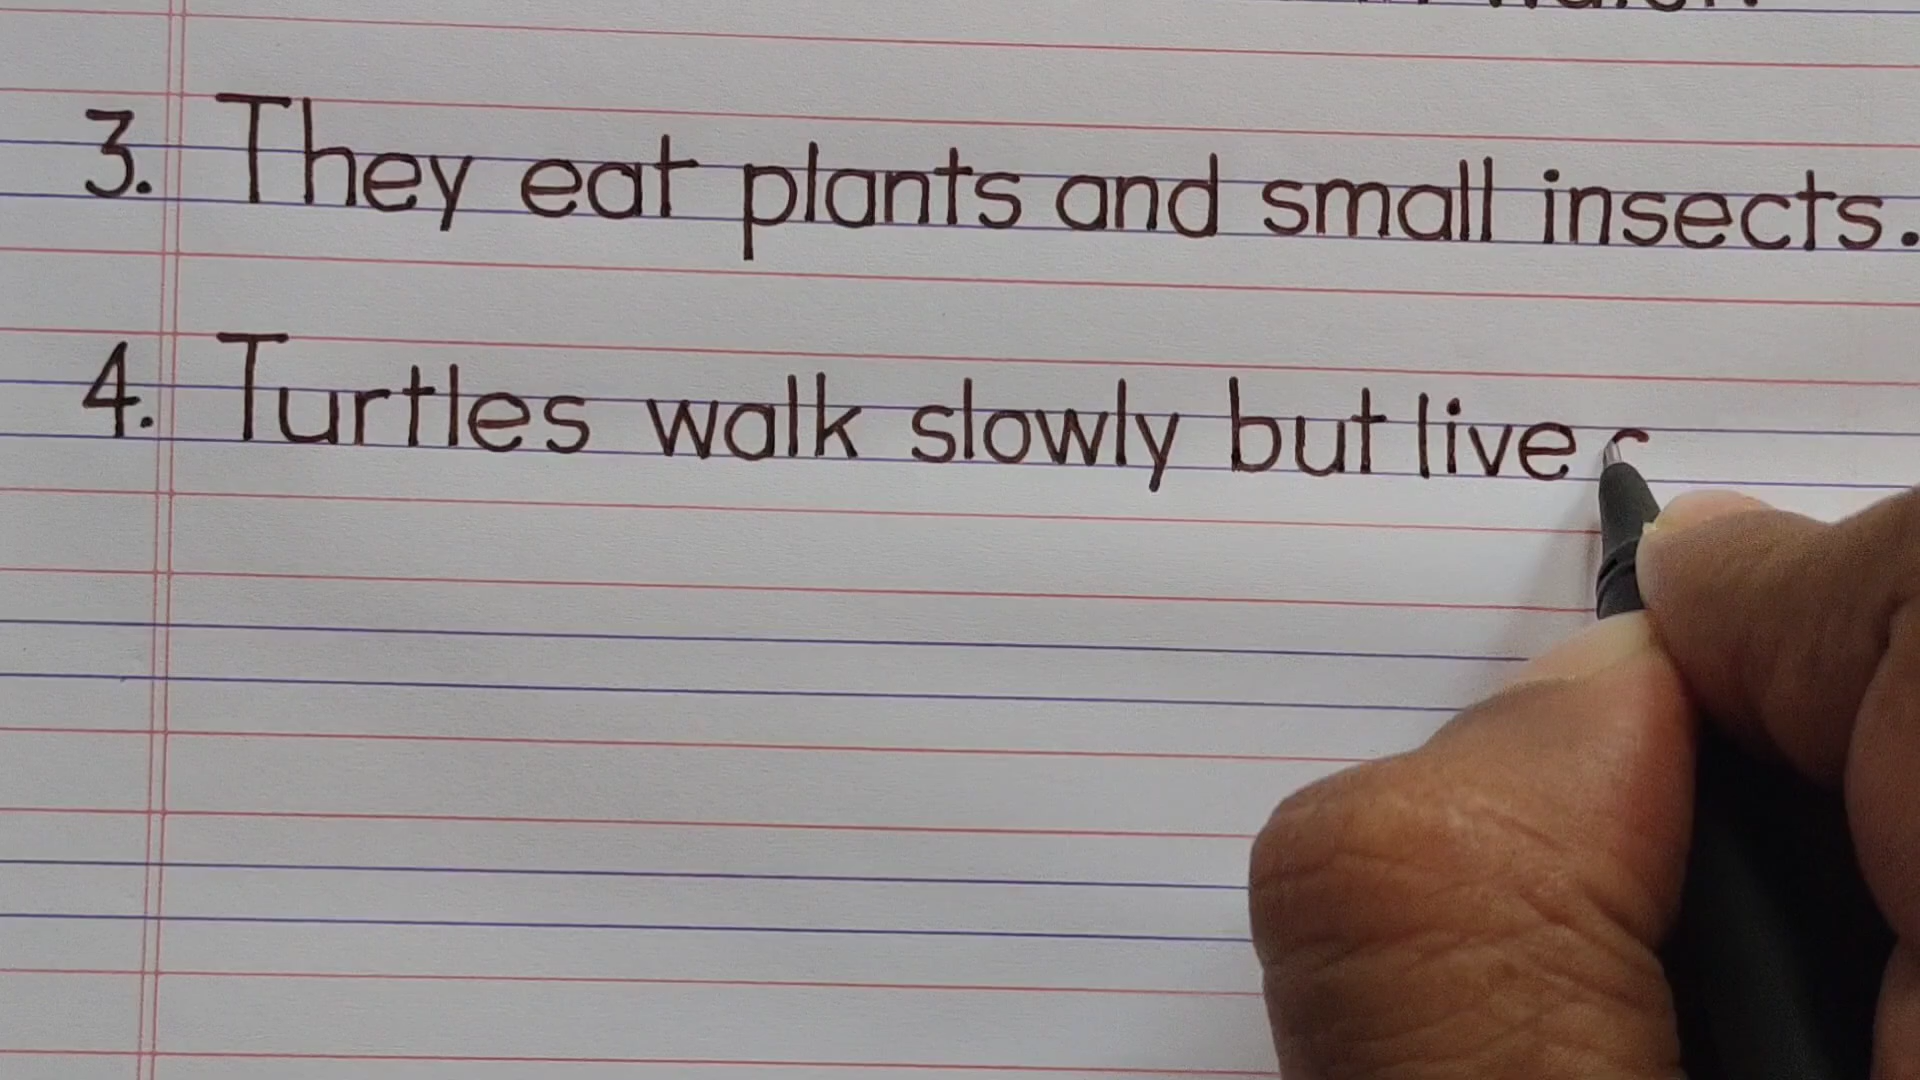 3. They eat plants and small insects.
4. Turtles walk slowly but live